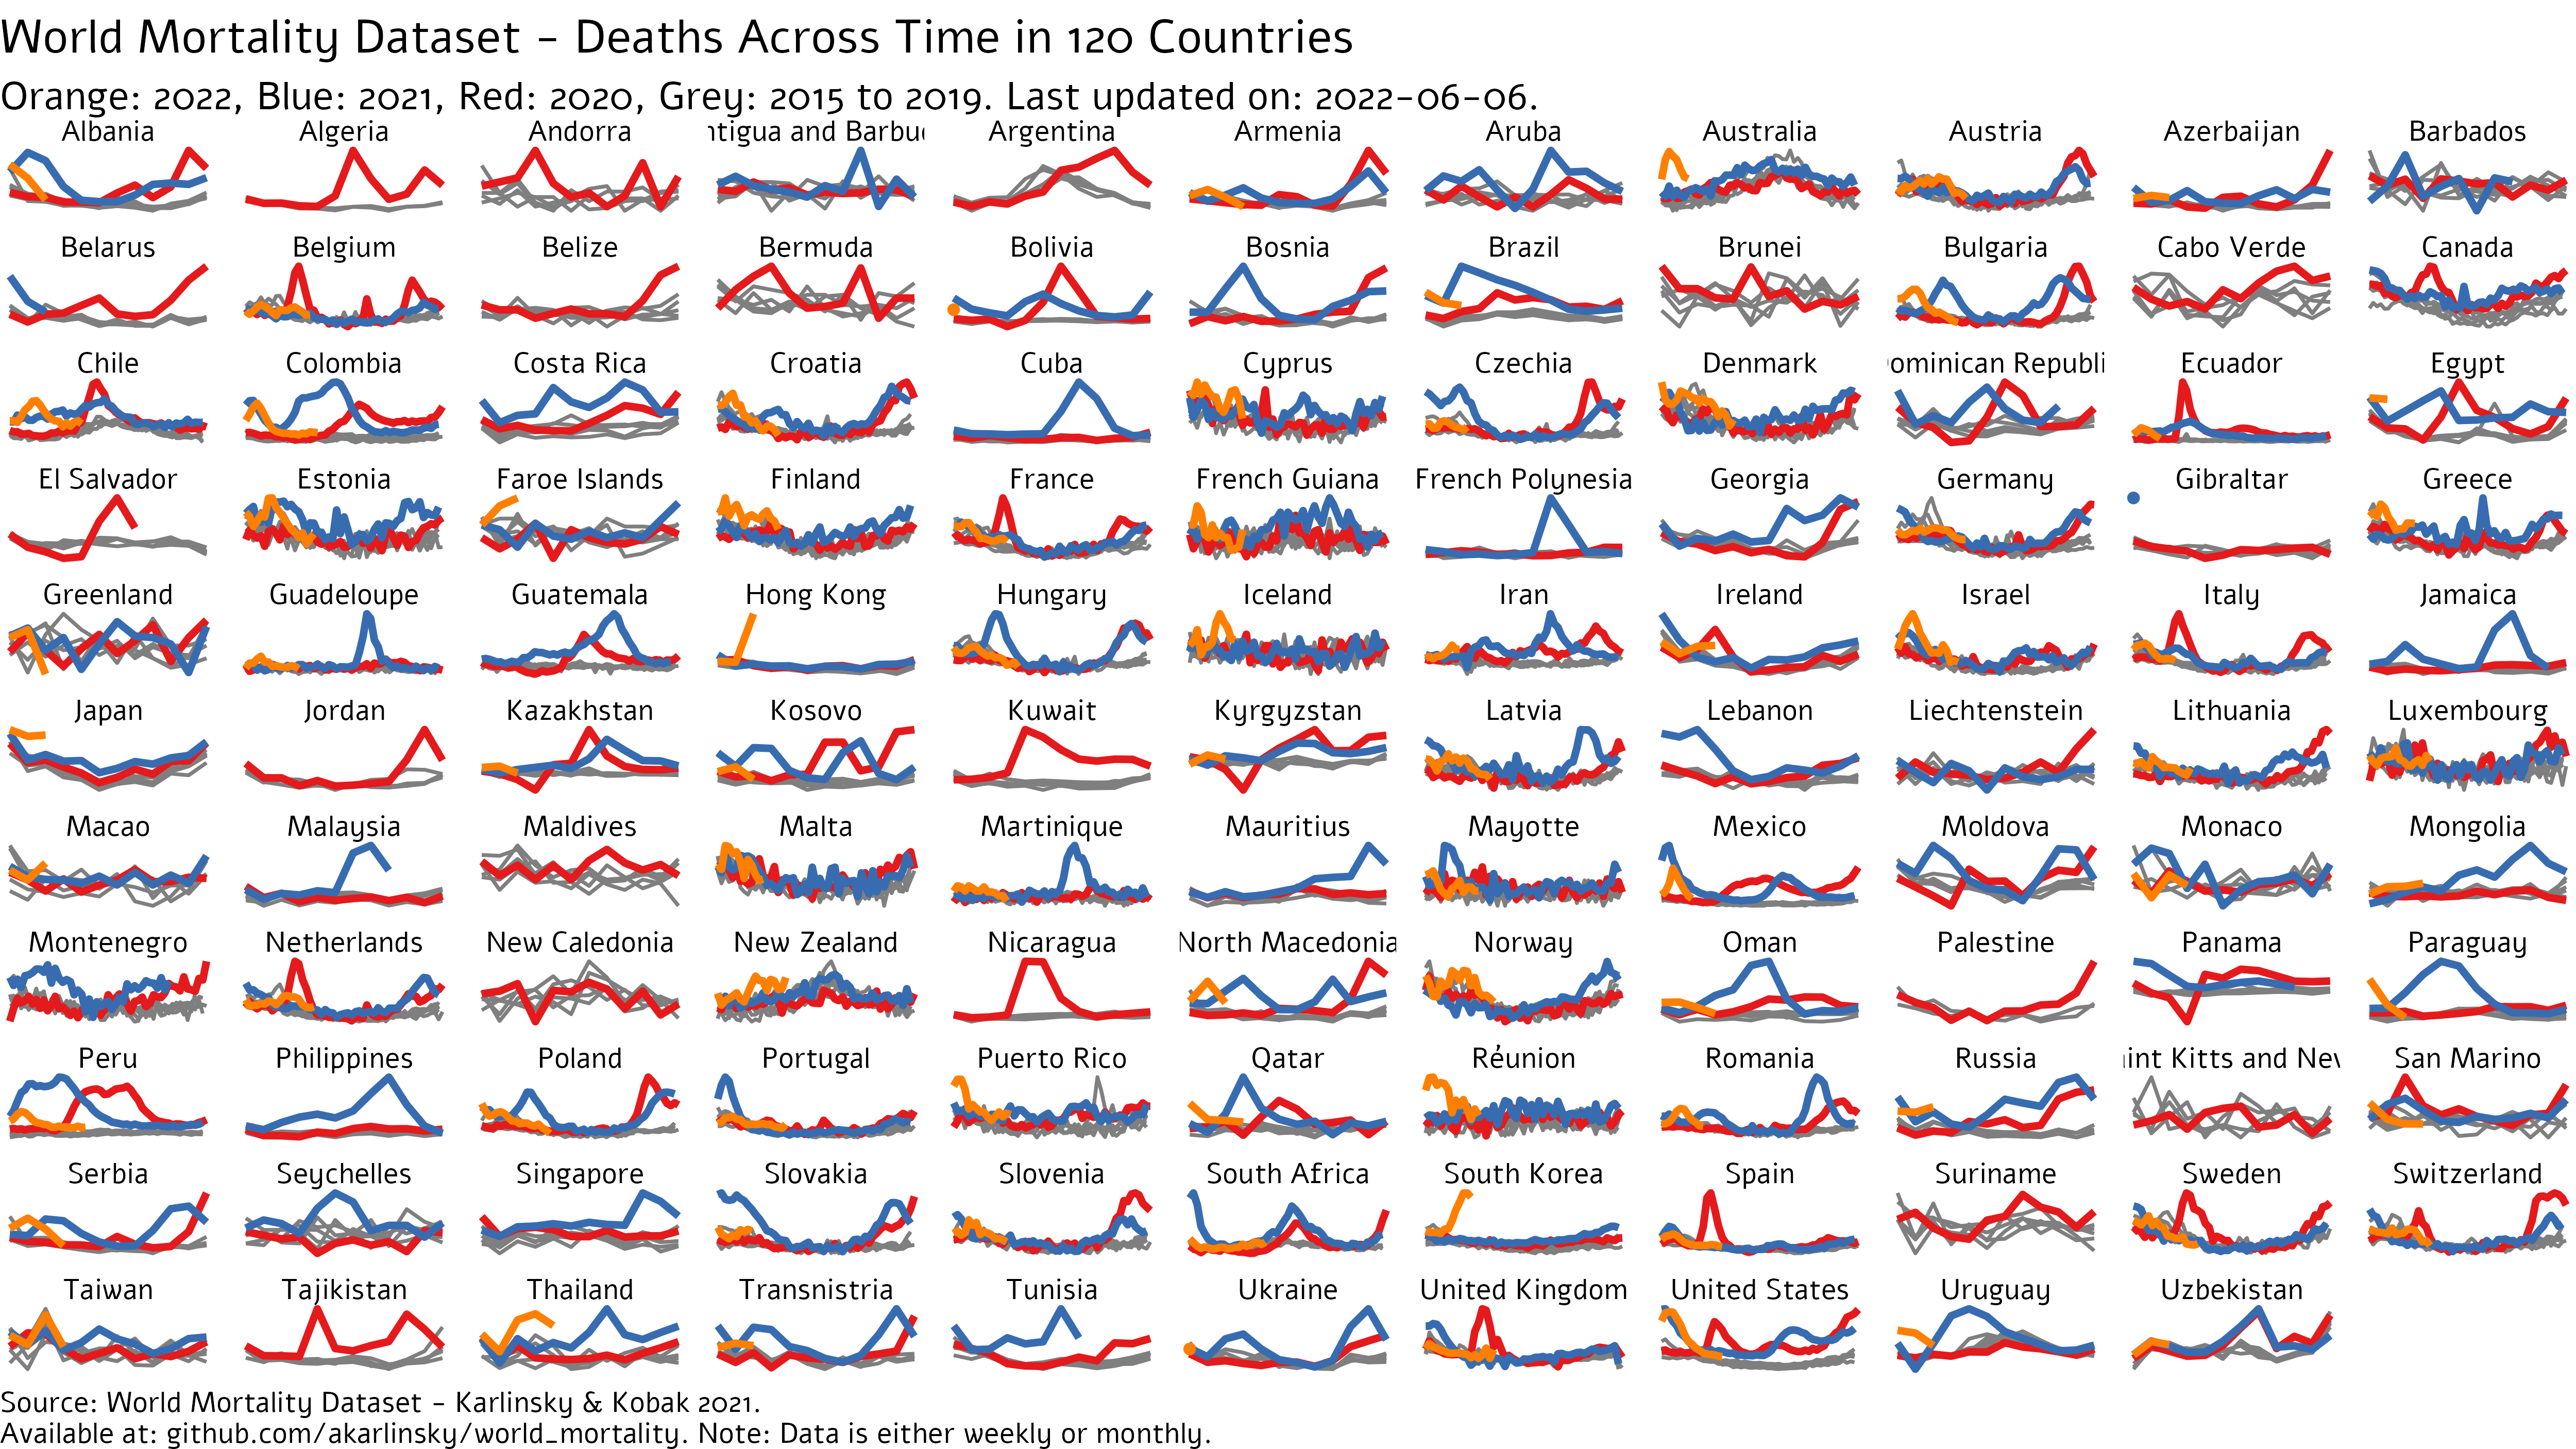 World Mortality Dataset - Deaths Across Time in 120 Countries
Orange: 2022, Blue: 2021, Red: 2020, Grey: 2015 to 2019. Last updated on: 2022-06-06.
Albania Algeria Andorra ntigua and Barbu Argentina Armenia Aruba Australia Austria Azerbaijan Barbados
Belarus Belgium Belize Bermuda Bolivia Bosnia Brazil Brunei Bulgaria Cabo Verde Canada
Chile Colombia Costa Rica Croatia Cuba Cyprus Czechia Denmark ominican Republi Ecuador Egypt
El Salvador Estonia Faroe Islands Finland France French Guiana French Polynesia Georgia Germany Gibraltar Greece
Greenland Guadeloupe Guatemala Hong Kong Hungary Iceland Iran Ireland Israel Italy Jamaica
Japan Jordan Kazakhstan Kosovo Kuwait Kyrgyzstan Latvia Lebanon Liechtenstein Lithuania Luxembourg
Macao Malaysia Maldives Malta Martinique Mauritius Mayotte Mexico Moldova Monaco Mongolia
Montenegro Netherlands New Caledonia New Zealand Nicaragua North Macedonia Norway Oman Palestine Panama Paraguay
Peru Philippines Poland Portugal Puerto Rico Qatar Réunion Romania Russia int Kitts and Nev San Marino
Serbia Seychelles Singapore Slovakia Slovenia South Africa South Korea Spain Suriname Sweden Switzerland
Taiwan Tajikistan Thailand Transnistria Tunisia Ukraine United Kingdom United States Uruguay Uzbekistan
Source: World Mortality Dataset - Karlinsky & Kobak 2021.
Available at: github.com/akarlinsky/world_mortality. Note: Data is either weekly or monthly.